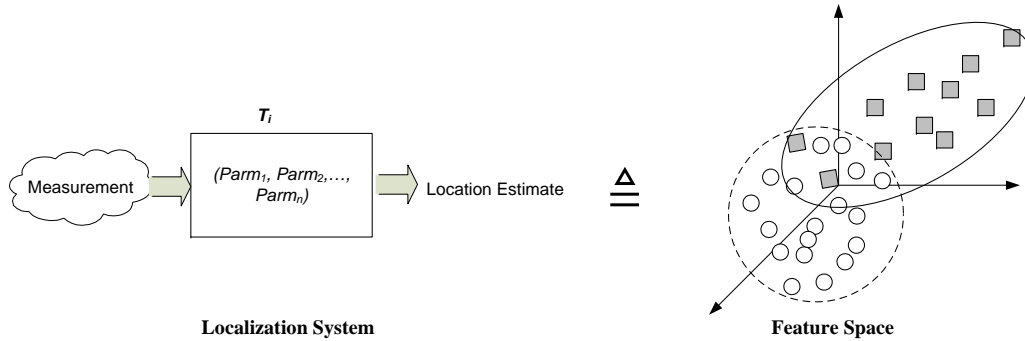 T_i
Measurement
(Parm_1, Parm_2,…,
Parm_n)
Location Estimate
≜
Localization System
Feature Space